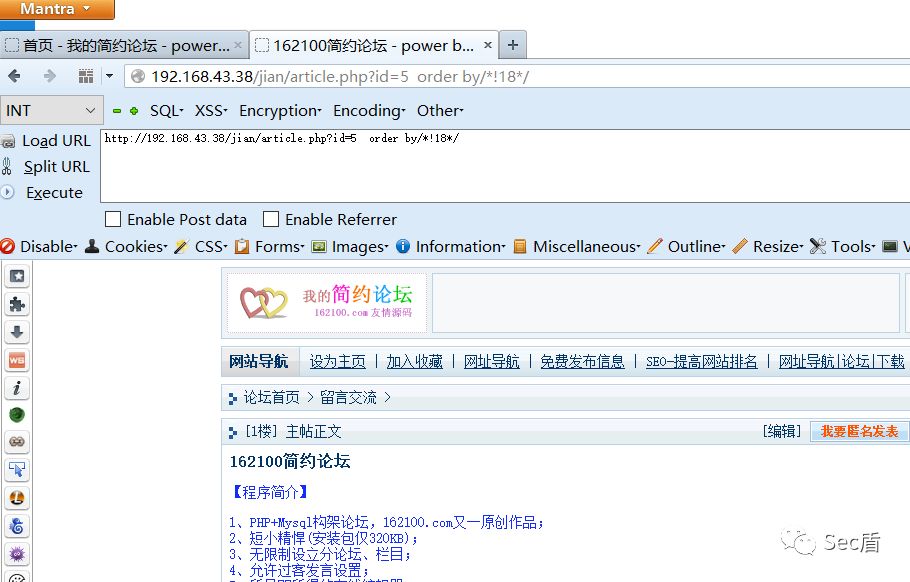 Mantra
首页 - 我的简约论坛 - power...
162100简约论坛 - power b...
192.168.43.38/jian/article.php?id=5  order by/*!18*/
INT
SQL XSS Encryption Encoding Other
Load URL
http://192.168.43.38/jian/article.php?id=5  order by/*!18*/
Split URL
Execute
Enable Post data Enable Referrer
Disable Cookies CSS Forms Images Information Miscellaneous Outline Resize Tools V
我的简约论坛
162100.com友情源码
网站导航 设为主页 | 加入收藏 | 网址导航 | 免费发布信息 | SEO-提高网站排名 | 网址导航|论坛|下载
论坛首页 > 留言交流 >
[1楼] 主帖正文 [编辑] 我要匿名发表
162100简约论坛
【程序简介】
1、PHP+Mysql构架论坛，162100.com又一原创作品；
2、短小精悍(安装包仅320KB)；
3、无限制设立分论坛、栏目；
4、允许过客发言设置；
Sec盾